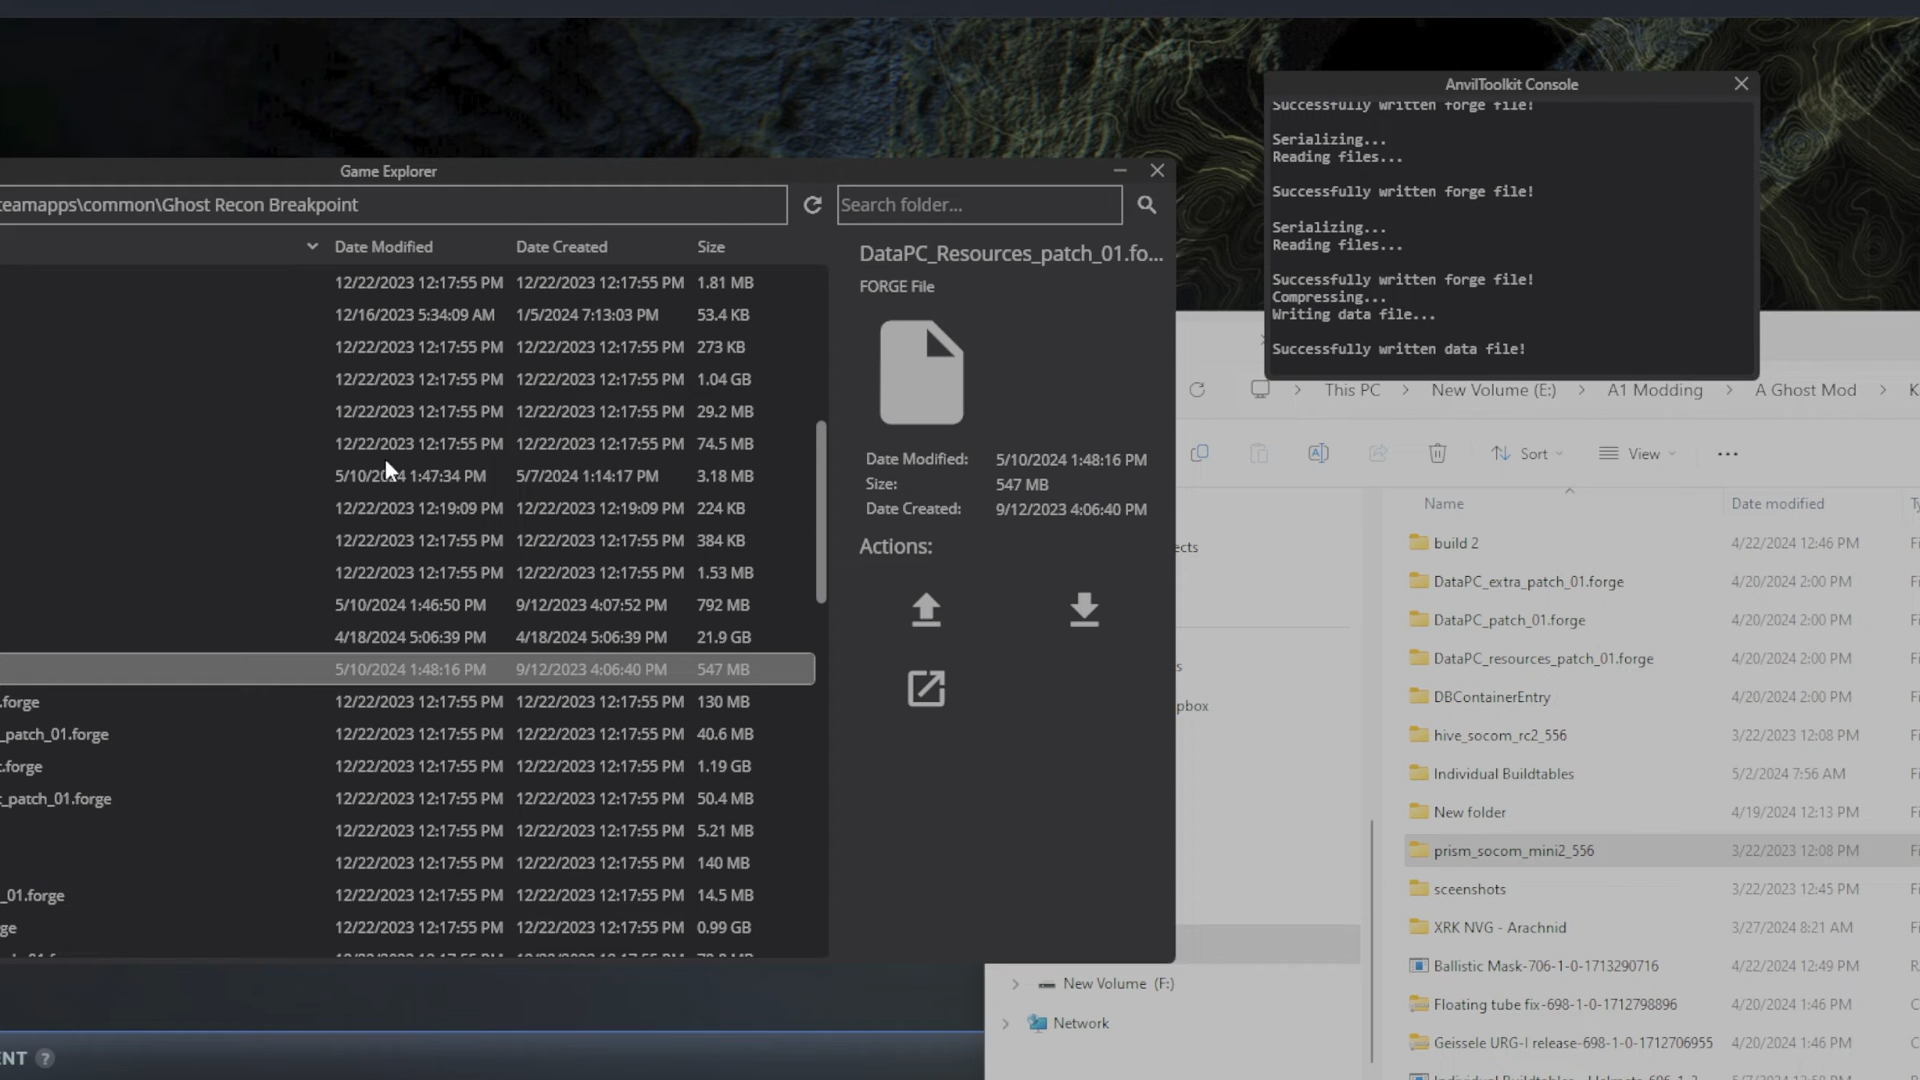 AnvilToolkit Console
Successfully written forge file!
Serializing...
Reading files...
Successfully written forge file!
Serializing...
Reading files...
Successfully written forge file!
Compressing...
Writing data file...
Successfully written data file!
Game Explorer
teamapps\common\Ghost Recon Breakpoint
Search folder...
Date Modified Date Created Size
12/22/2023 12:17:55 PM 12/22/2023 12:17:55 PM 1.81 MB
12/16/2023 5:34:09 AM 1/5/2024 7:13:03 PM 53.4 KB
12/22/2023 12:17:55 PM 12/22/2023 12:17:55 PM 273 KB
12/22/2023 12:17:55 PM 12/22/2023 12:17:55 PM 1.04 GB
12/22/2023 12:17:55 PM 12/22/2023 12:17:55 PM 29.2 MB
12/22/2023 12:17:55 PM 12/22/2023 12:17:55 PM 74.5 MB
5/10/2024 1:47:34 PM 5/7/2024 1:14:17 PM 3.18 MB
12/22/2023 12:19:09 PM 12/22/2023 12:19:09 PM 224 KB
12/22/2023 12:17:55 PM 12/22/2023 12:17:55 PM 384 KB
12/22/2023 12:17:55 PM 12/22/2023 12:17:55 PM 1.53 MB
5/10/2024 1:46:50 PM 9/12/2023 4:07:52 PM 792 MB
4/18/2024 5:06:39 PM 4/18/2024 5:06:39 PM 21.9 GB
5/10/2024 1:48:16 PM 9/12/2023 4:06:40 PM 547 MB
.forge 12/22/2023 12:17:55 PM 12/22/2023 12:17:55 PM 130 MB
_patch_01.forge 12/22/2023 12:17:55 PM 12/22/2023 12:17:55 PM 40.6 MB
t.forge 12/22/2023 12:17:55 PM 12/22/2023 12:17:55 PM 1.19 GB
t_patch_01.forge 12/22/2023 12:17:55 PM 12/22/2023 12:17:55 PM 50.4 MB
12/22/2023 12:17:55 PM 12/22/2023 12:17:55 PM 5.21 MB
12/22/2023 12:17:55 PM 12/22/2023 12:17:55 PM 140 MB
_01.forge 12/22/2023 12:17:55 PM 12/22/2023 12:17:55 PM 14.5 MB
ge 12/22/2023 12:17:55 PM 12/22/2023 12:17:55 PM 0.99 GB
DataPC_Resources_patch_01.fo...
FORGE File
Date Modified: 5/10/2024 1:48:16 PM
Size: 547 MB
Date Created: 9/12/2023 4:06:40 PM
Actions:
This PC > New Volume (E:) > A1 Modding > A Ghost Mod > K
Sort View ...
Name Date modified Ty
build 2 4/22/2024 12:46 PM Fi
DataPC_extra_patch_01.forge 4/20/2024 2:00 PM Fi
DataPC_patch_01.forge 4/20/2024 2:00 PM Fi
DataPC_resources_patch_01.forge 4/20/2024 2:00 PM Fi
DBContainerEntry 4/20/2024 2:00 PM Fi
hive_socom_rc2_556 3/22/2023 12:08 PM Fi
Individual Buildtables 5/2/2024 7:56 AM Fi
New folder 4/19/2024 12:13 PM Fi
prism_socom_mini2_556 3/22/2023 12:08 PM Fi
sceenshots 3/22/2023 12:45 PM Fi
XRK NVG - Arachnid 3/27/2024 8:21 AM Fi
Ballistic Mask-706-1-0-1713290716 4/22/2024 12:49 PM R
Floating tube fix-698-1-0-1712798896 4/20/2024 1:46 PM C
Geissele URG-I release-698-1-0-1712706955 4/20/2024 1:46 PM C
ects
s
pbox
New Volume (F:)
Network
ENT ?